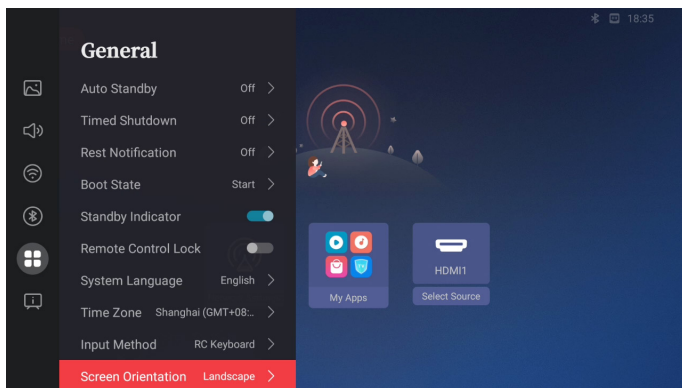 18:35
General
Auto Standby Off
Timed Shutdown Off
Rest Notification Off
Boot State Start
Standby Indicator
Remote Control Lock
System Language English
Time Zone Shanghai (GMT+08:..
Input Method RC Keyboard
Screen Orientation Landscape
HDMI1
My Apps
Select Source